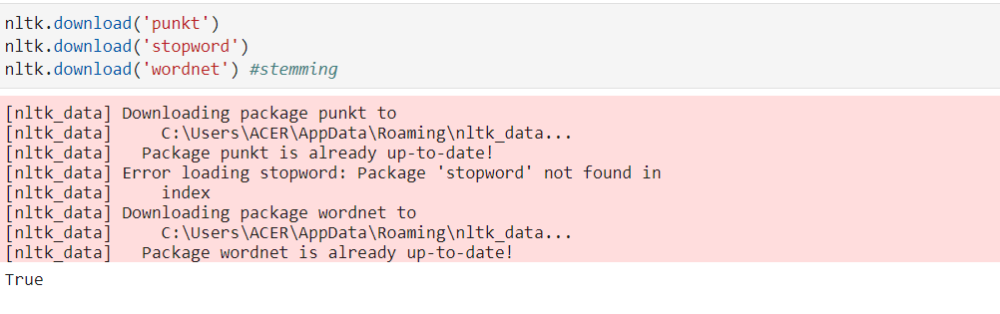 nltk.download('punkt')
nltk.download('stopword')
nltk.download('wordnet') #stemming
[nltk_data] Downloading package punkt to
[nltk_data]     C:\Users\ACER\AppData\Roaming\nltk_data...
[nltk_data]   Package punkt is already up-to-date!
[nltk_data] Error loading stopword: Package 'stopword' not found in
[nltk_data]     index
[nltk_data] Downloading package wordnet to
[nltk_data]     C:\Users\ACER\AppData\Roaming\nltk_data...
[nltk_data]   Package wordnet is already up-to-date!
True